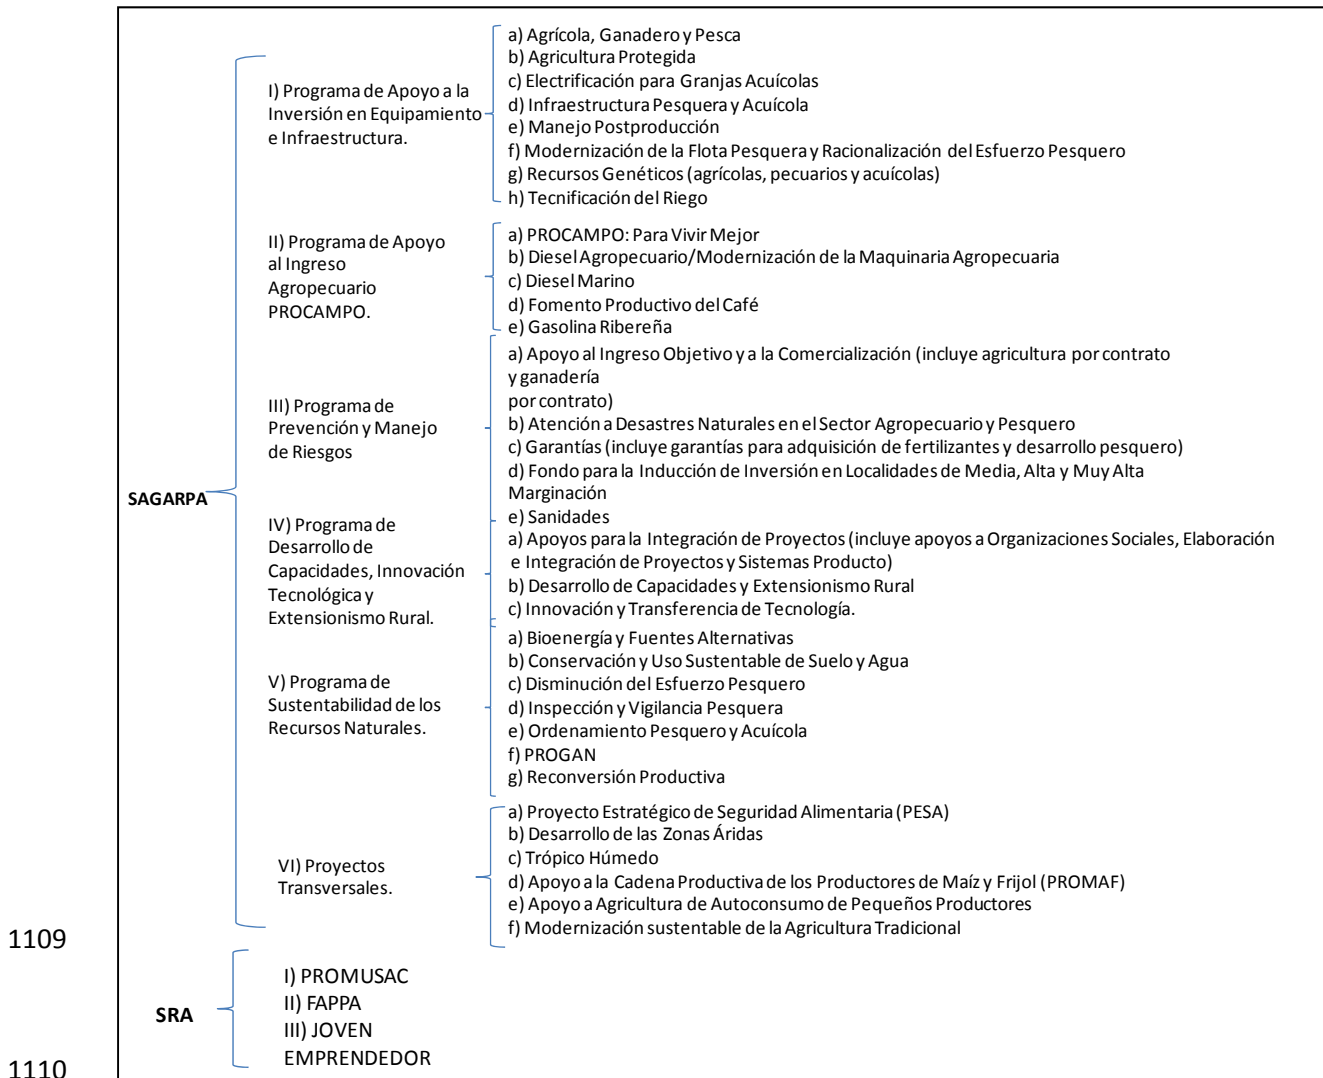 SAGARPA
I) Programa de Apoyo a la
Inversión en Equipamiento
e Infraestructura.
a) Agrícola, Ganadero y Pesca
b) Agricultura Protegida
c) Electrificación para Granjas Acuícolas
d) Infraestructura Pesquera y Acuícola
e) Manejo Postproducción
f) Modernización de la Flota Pesquera y Racionalización del Esfuerzo Pesquero
g) Recursos Genéticos (agrícolas, pecuarios y acuícolas)
h) Tecnificación del Riego
II) Programa de Apoyo
al Ingreso
Agropecuario
PROCAMPO.
a) PROCAMPO: Para Vivir Mejor
b) Diesel Agropecuario/Modernización de la Maquinaria Agropecuaria
c) Diesel Marino
d) Fomento Productivo del Café
e) Gasolina Ribereña
III) Programa de
Prevención y Manejo
de Riesgos
a) Apoyo al Ingreso Objetivo y a la Comercialización (incluye agricultura por contrato
y ganadería
por contrato)
b) Atención a Desastres Naturales en el Sector Agropecuario y Pesquero
c) Garantías (incluye garantías para adquisición de fertilizantes y desarrollo pesquero)
d) Fondo para la Inducción de Inversión en Localidades de Media, Alta y Muy Alta
Marginación
e) Sanidades
IV) Programa de
Desarrollo de
Capacidades, Innovación
Tecnológica y
Extensionismo Rural.
a) Apoyos para la Integración de Proyectos (incluye apoyos a Organizaciones Sociales, Elaboración
e Integración de Proyectos y Sistemas Producto)
b) Desarrollo de Capacidades y Extensionismo Rural
c) Innovación y Transferencia de Tecnología.
V) Programa de
Sustentabilidad de los
Recursos Naturales.
a) Bioenergía y Fuentes Alternativas
b) Conservación y Uso Sustentable de Suelo y Agua
c) Disminución del Esfuerzo Pesquero
d) Inspección y Vigilancia Pesquera
e) Ordenamiento Pesquero y Acuícola
f) PROGAN
g) Reconversión Productiva
VI) Proyectos
Transversales.
a) Proyecto Estratégico de Seguridad Alimentaria (PESA)
b) Desarrollo de las Zonas Áridas
c) Trópico Húmedo
d) Apoyo a la Cadena Productiva de los Productores de Maíz y Frijol (PROMAF)
e) Apoyo a Agricultura de Autoconsumo de Pequeños Productores
f) Modernización sustentable de la Agricultura Tradicional
1109
SRA
I) PROMUSAC
II) FAPPA
III) JOVEN
EMPRENDEDOR
1110